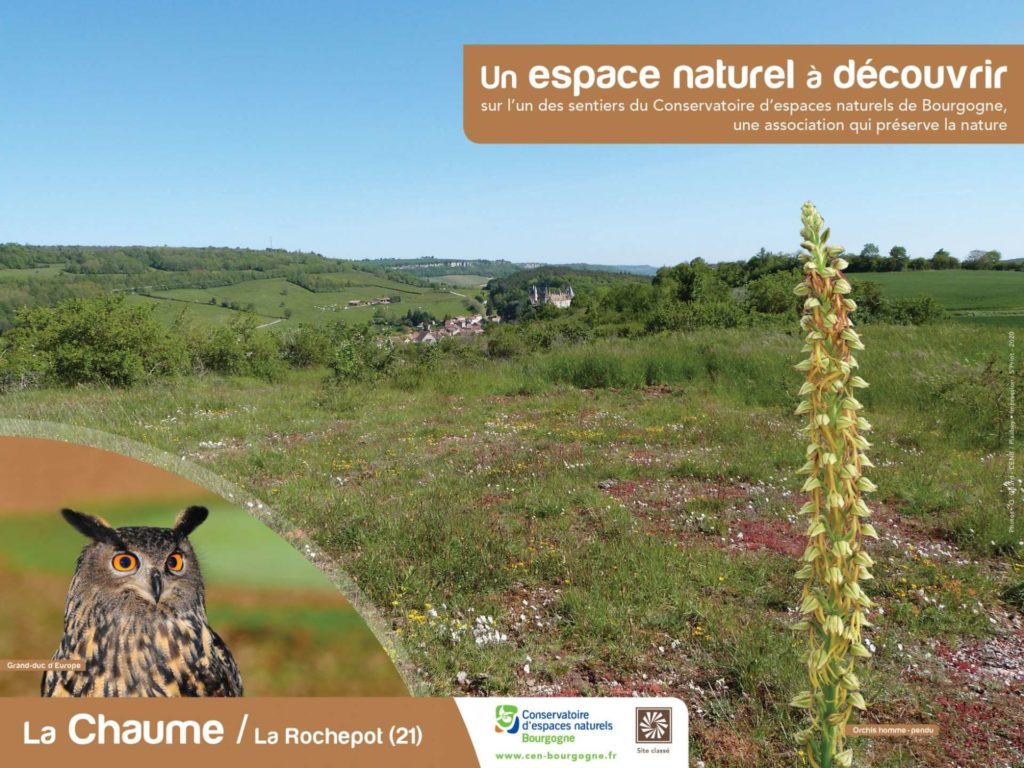 Un espace naturel à découvrir
sur l'un des sentiers du Conservatoire d'espaces naturels de Bourgogne,
une association qui préserve la nature
Grand-duc d'Europe
La Chaume / La Rochepot (21)
Conservatoire
d'espaces naturels
Bourgogne
www.cen-bourgogne.fr
Site classé
Orchis homme-pendu